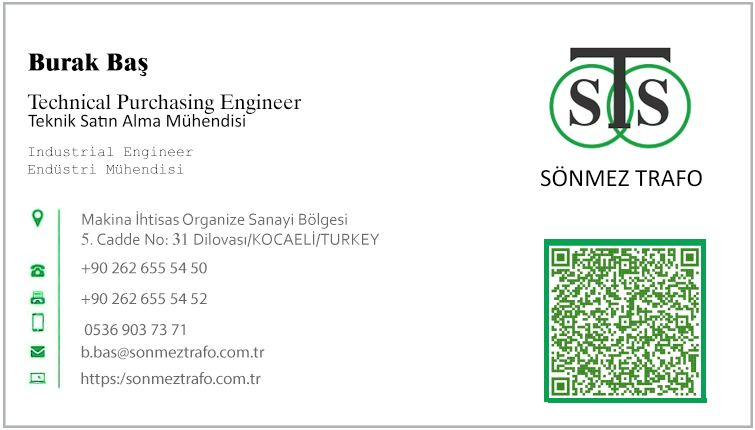 Burak Baş
Technical Purchasing Engineer
Teknik Satın Alma Mühendisi
Industrial Engineer
Endüstri Mühendisi
Makina İhtisas Organize Sanayi Bölgesi
5. Cadde No: 31 Dilovası/KOCAELİ/TURKEY
+90 262 655 54 50
+90 262 655 54 52
0536 903 73 71
b.bas@sonmeztrafo.com.tr
https:/sonmeztrafo.com.tr
STS
SÖNMEZ TRAFO